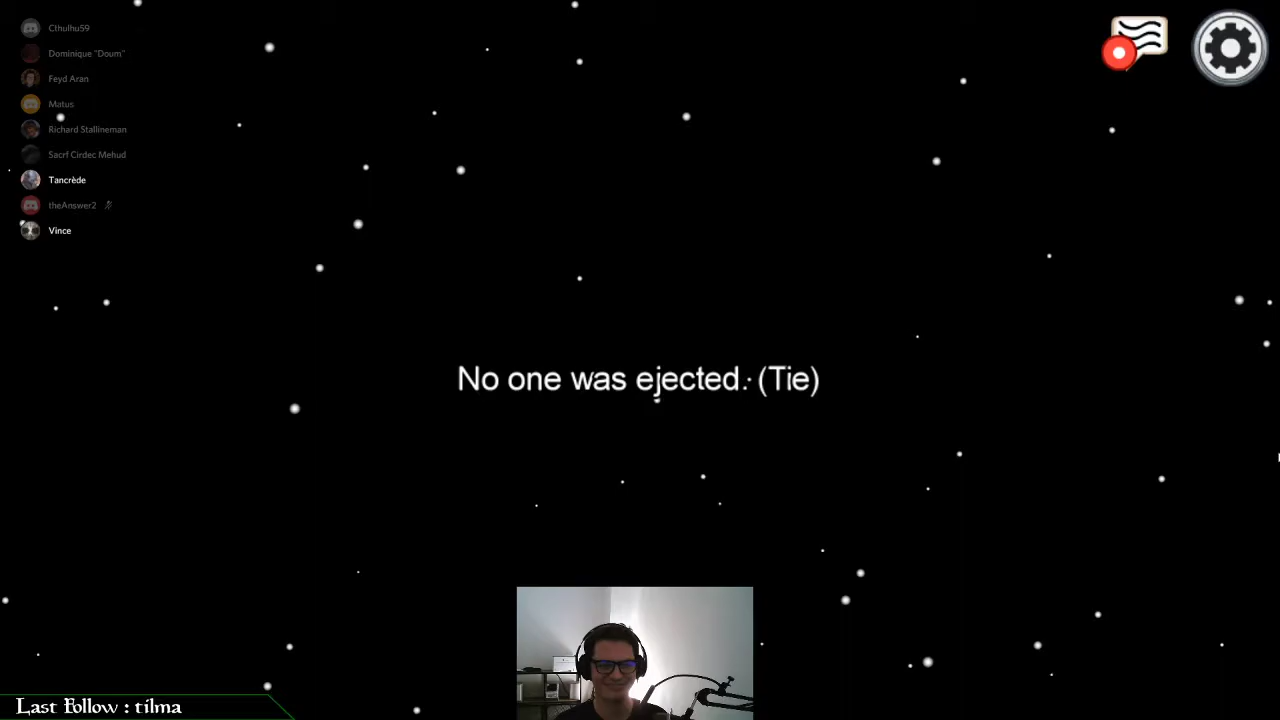 Cthulhu59
Dominique "Doum"
Feyd Aran
Matus
Richard Stallineman
Sacrf Cirdec Mehud
Tancrède
theAnswer2
Vince
No one was ejected. (Tie)
Last Follow : tilma